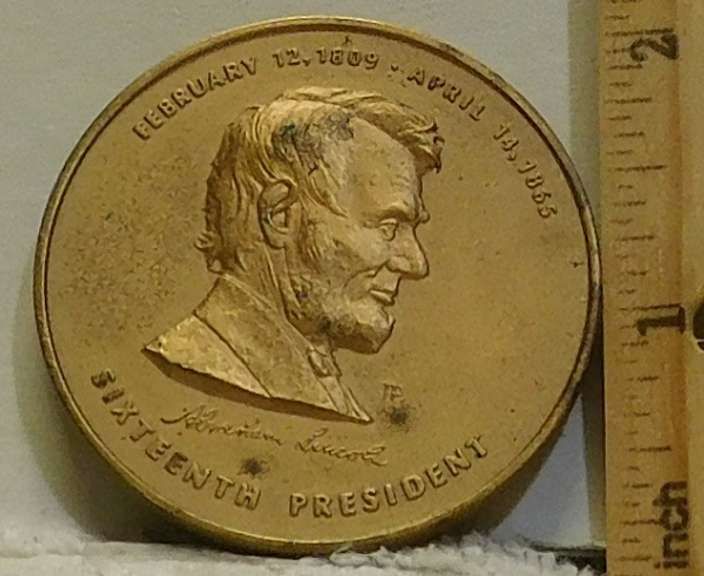 FEBRUARY 12, 1809 · APRIL 14, 1865
Abraham Lincoln
SIXTEENTH PRESIDENT
2
1
inch